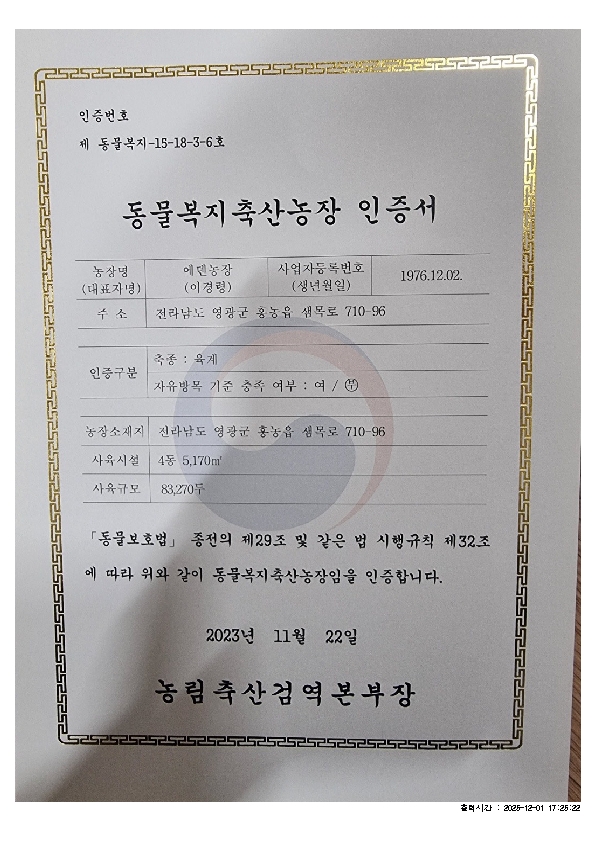 인증번호
제 동물복지-15-18-3-6호
동물복지축산농장 인증서
농장명 (대표자명) 에덴농장 (이경령) 사업자등록번호 (생년월일) 1976.12.02.
주 소 전라남도 영광군 홍농읍 샘목로 710-96
인증구분 축종 : 육계
자유방목 기준 충족 여부 : 여 / 부
농장소재지 전라남도 영광군 홍농읍 샘목로 710-96
사육시설 4동 5,170㎡
사육규모 83,270두
「동물보호법」 종전의 제29조 및 같은 법 시행규칙 제32조
에 따라 위와 같이 동물복지축산농장임을 인증합니다.
2023년 11월 22일
농림축산검역본부장
출력시간 : 2025-12-01 17:25:22